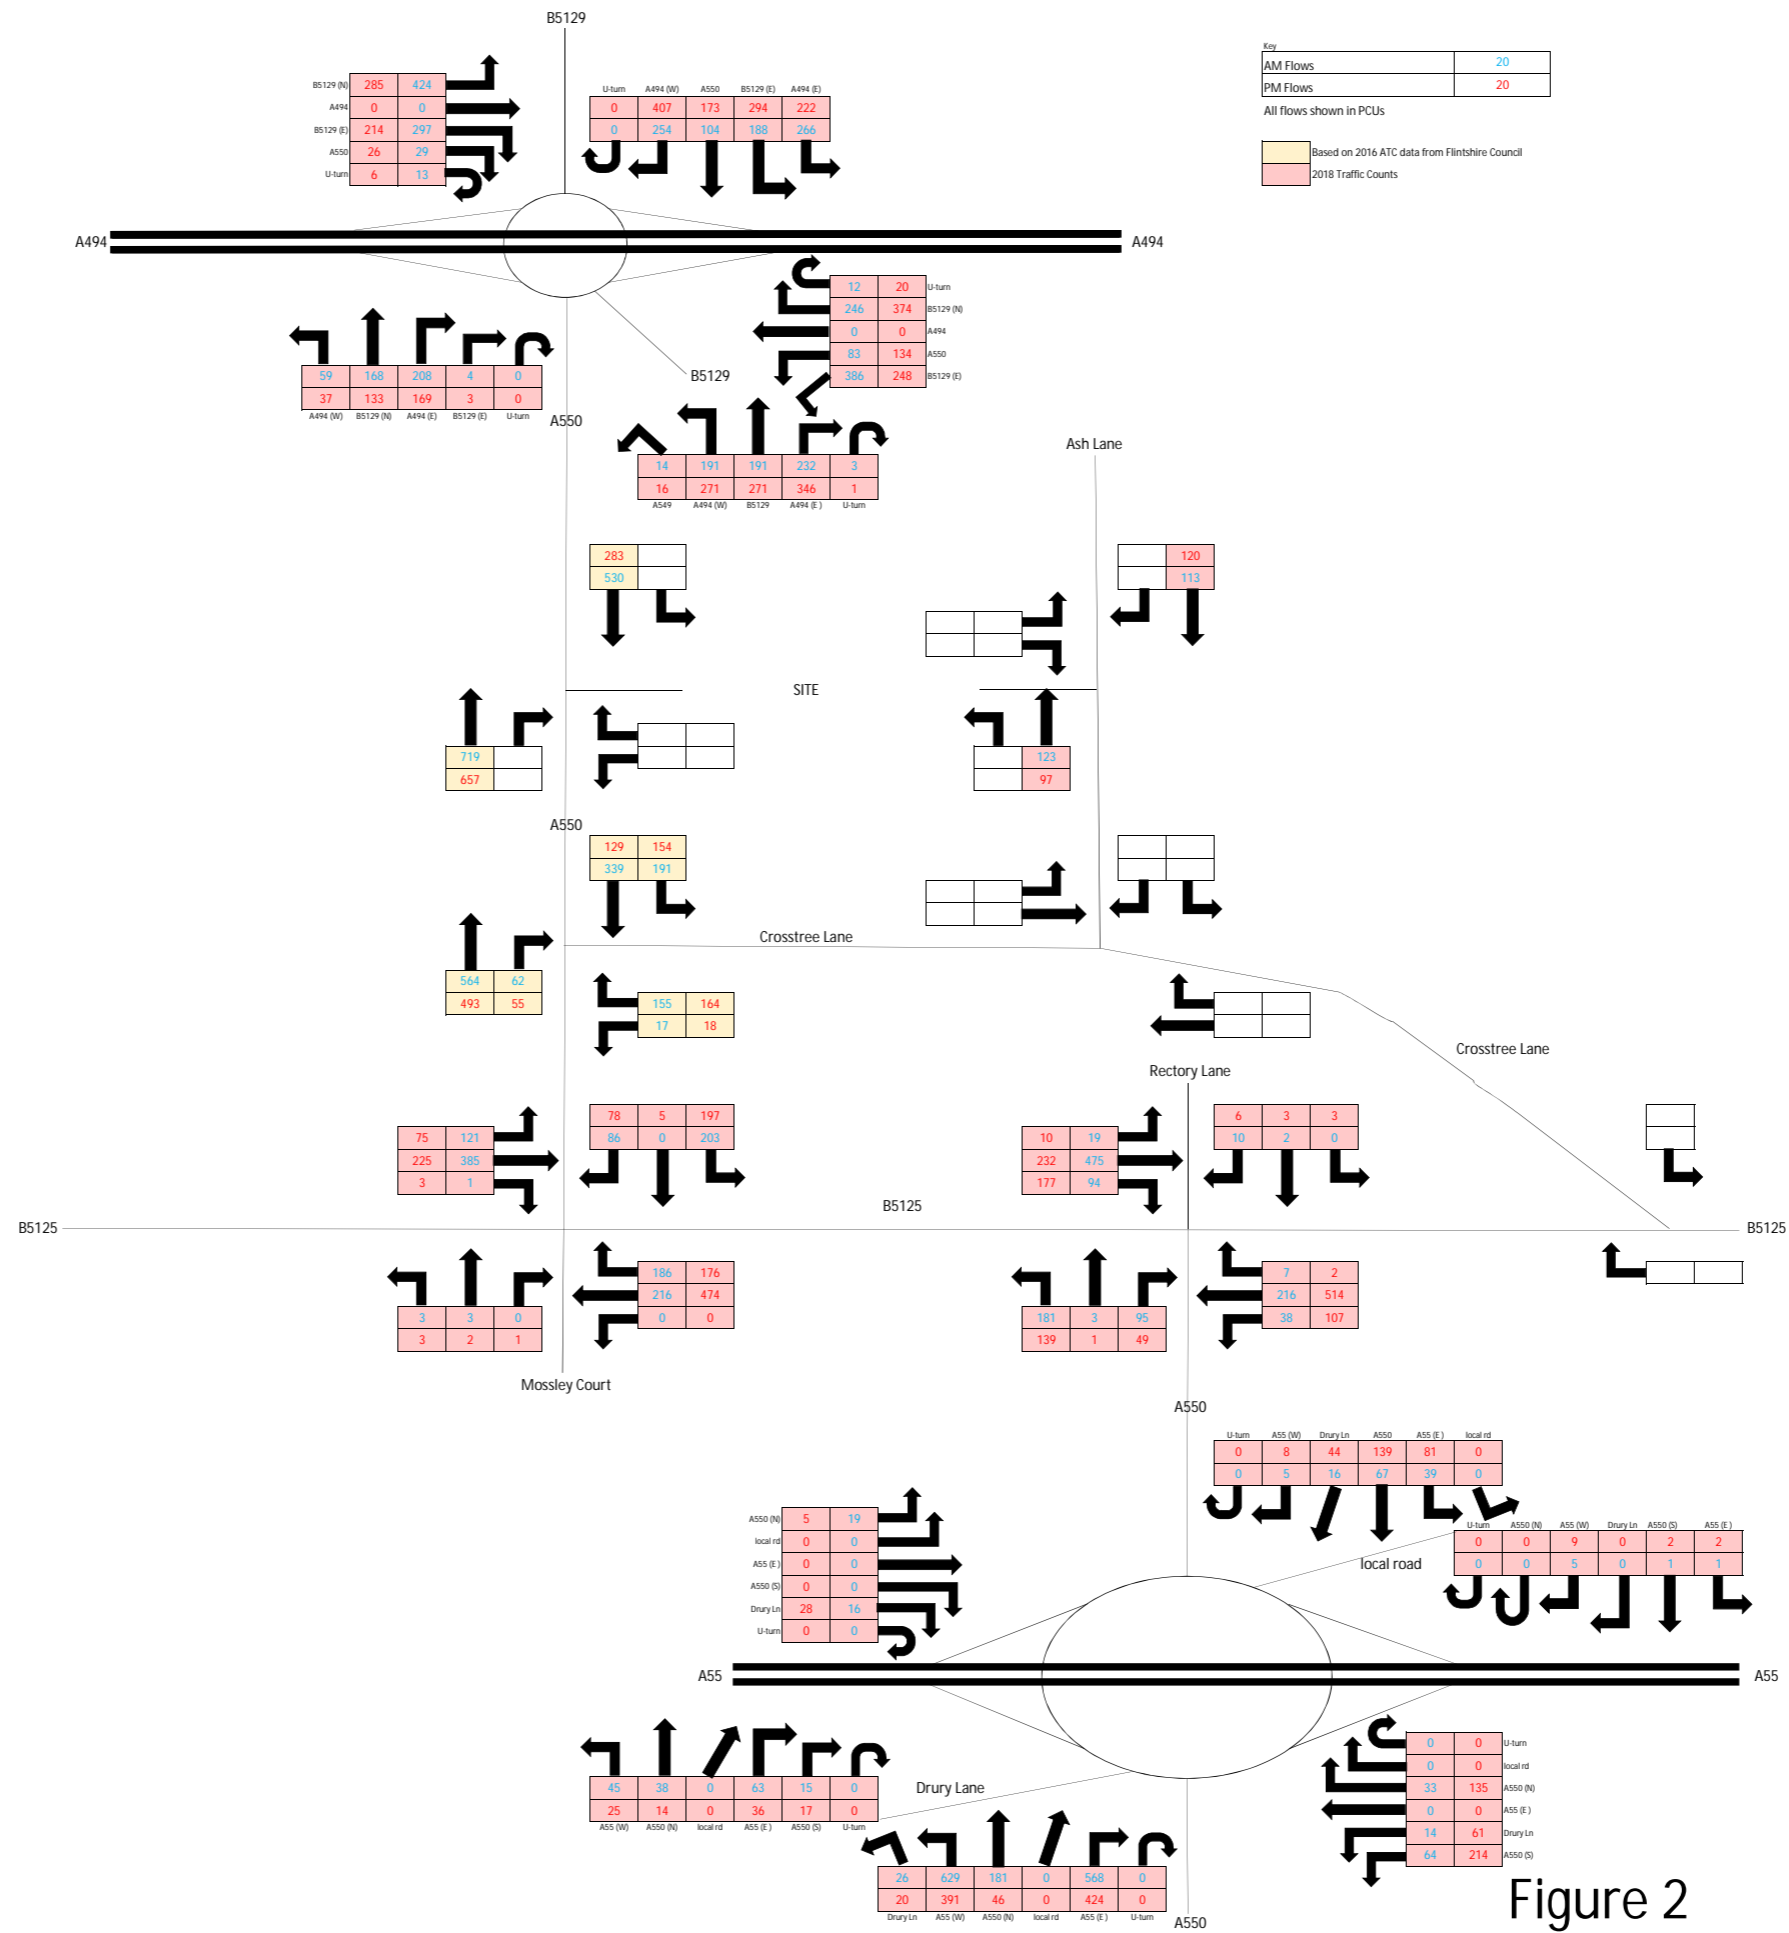 B5129
Key
AM Flows 20
PM Flows 20
All flows shown in PCUs
Based on 2016 ATC data from Flintshire Council
2018 Traffic Counts
B5129 (N) 285 424
A494 0 0
B5129 (E) 214 297
A550 26 29
U-turn 6 13
U-turn A494 (W) A550 B5129 (E) A494 (E)
0 407 173 294 222
0 254 104 188 266
A494
A494
12 20 U-turn
246 374 B5129 (N)
0 0 A494
83 134 A550
386 248 B5129 (E)
59 168 208 4 0
37 133 169 3 0
A494 (W) B5129 (N) A494 (E) B5129 (E) U-turn
B5129
A550
14 191 191 232 3
16 271 271 346 1
A549 A494 (W) B5129 A494 (E ) U-turn
Ash Lane
283
530
120
113
SITE
719
657
123
97
A550
129 154
339 191
Crosstree Lane
564 62
493 55
155 164
17 18
Crosstree Lane
Rectory Lane
75 121
225 385
3 1
78 5 197
86 0 203
10 19
232 475
177 94
6 3 3
10 2 0
B5125
B5125
B5125
3 3 0
3 2 1
186 176
216 474
0 0
181 3 95
139 1 49
7 2
216 514
38 107
Mossley Court
A550
U-turn A55 (W) Drury Ln A550 A55 (E ) local rd
0 8 44 139 81 0
0 5 16 67 39 0
A550 (N) 5 19
local rd 0 0
A55 (E ) 0 0
A550 (S) 0 0
Drury Ln 28 16
U-turn 0 0
local road
U-turn A550 (N) A55 (W) Drury Ln A550 (S) A55 (E )
0 0 9 0 2 2
0 0 5 0 1 1
A55
A55
0 0 U-turn
0 0 local rd
33 135 A550 (N)
0 0 A55 (E )
14 61 Drury Ln
64 214 A550 (S)
45 38 0 63 15 0
25 14 0 36 17 0
A55 (W) A550 (N) local rd A55 (E ) A550 (S) U-turn
Drury Lane
26 629 181 0 568 0
20 391 46 0 424 0
Drury Ln A55 (W) A550 (N) local rd A55 (E ) U-turn
A550
Figure 2